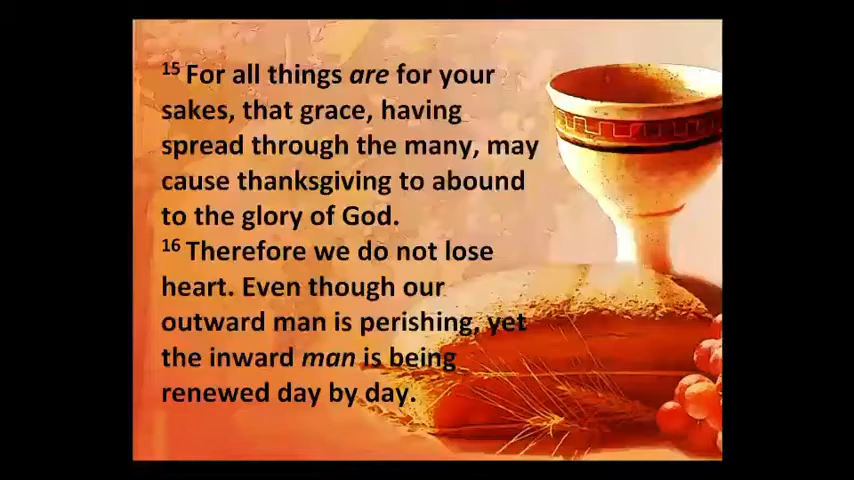 15 For all things are for your
sakes, that grace, having
spread through the many, may
cause thanksgiving to abound
to the glory of God.
16 Therefore we do not lose
heart. Even though our
outward man is perishing, yet
the inward man is being
renewed day by day.